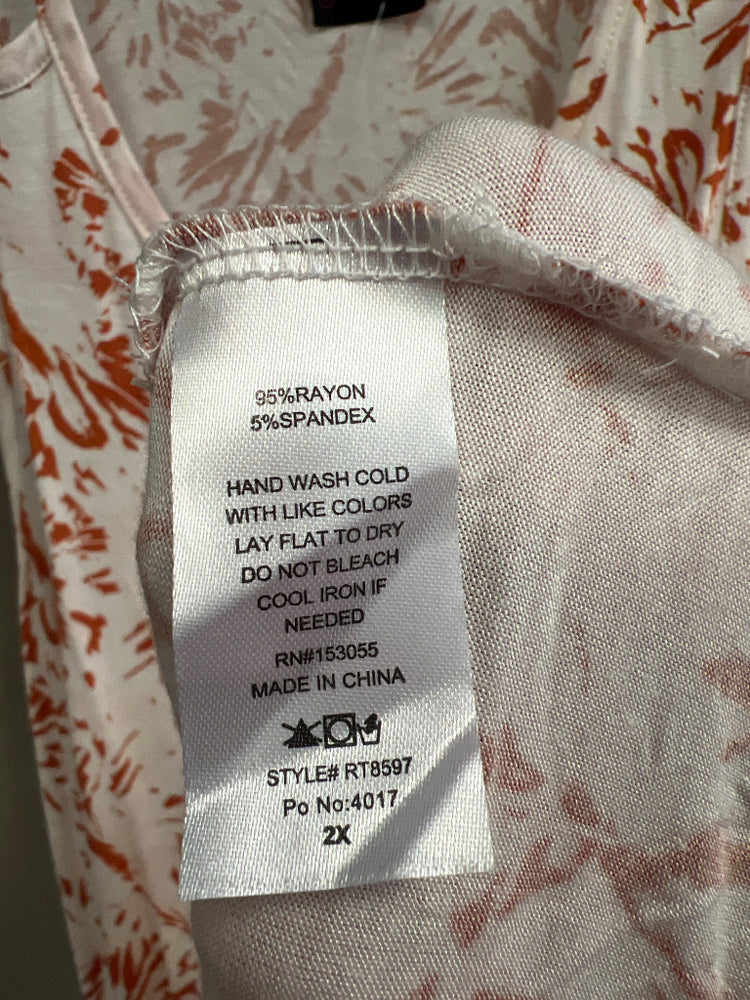 95%RAYON
5%SPANDEX
HAND WASH COLD
WITH LIKE COLORS
LAY FLAT TO DRY
DO NOT BLEACH
COOL IRON IF
NEEDED
RN#153055
MADE IN CHINA
STYLE# RT8597
Po No:4017
2X